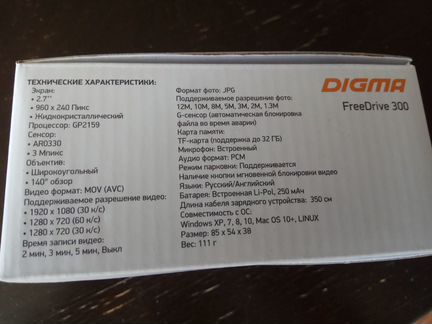 ТЕХНИЧЕСКИЕ ХАРАКТЕРИСТИКИ:
Экран:
• 2.7''
• 960 x 240 Пикс
• Жидкокристаллический
Процессор: GP2159
Сенсор:
• AR0330
• 3 Мпикс
Объектив:
• Широкоугольный
• 140° обзор
Видео формат: MOV (AVC)
Поддерживаемое разрешение видео:
• 1920 x 1080 (30 к/с)
• 1280 x 720 (60 к/с)
• 1280 x 720 (30 к/с)
Время записи видео:
2 мин, 3 мин, 5 мин, Выкл
Формат фото: JPG
Поддерживаемое разрешение фото:
12M, 10M, 8M, 5M, 3M, 2M, 1.3M
G-сенсор (автоматическая блокировка
файла во время аварии)
Карта памяти:
TF-карта (поддержка до 32 ГБ)
Микрофон: Встроенный
Аудио формат: PCM
Режим парковки: Поддерживается
Наличие кнопки мгновенной блокировки видео
Языки: Русский/Английский
Батарея: Встроенная Li-Pol, 250 мАч
Длина кабеля зарядного устройства: 350 см
Совместимость с ОС:
Windows XP, 7, 8, 10, Mac OS 10+, LINUX
Размер: 85 x 54 x 38
Вес: 111 г
DIGMA
FreeDrive 300